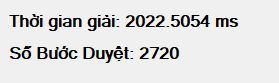 Thời gian giải: 2022.5054 ms
Số Bước Duyệt: 2720